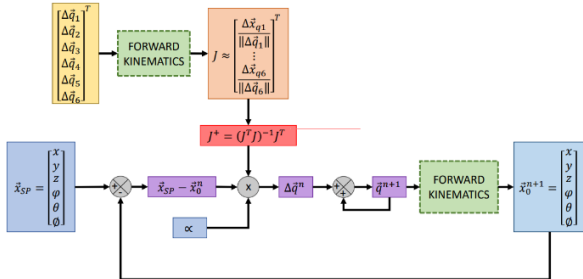 [Δq⃗₁ Δq⃗₂ Δq⃗₃ Δq⃗₄ Δq⃗₅ Δq⃗₆]ᵀ
FORWARD
KINEMATICS
J ≈ [Δx⃗_q1/‖Δq⃗₁‖ ⋮ Δx⃗_q6/‖Δq⃗₆‖]ᵀ
J⁺ = (JᵀJ)⁻¹Jᵀ
x⃗_SP = [x y z φ θ ∅]
+
-
x⃗_SP − x⃗₀ⁿ
x
Δq⃗ⁿ
+
+
q⃗ⁿ⁺¹
FORWARD
KINEMATICS
x⃗₀ⁿ⁺¹ = [x y z φ θ ∅]
∝